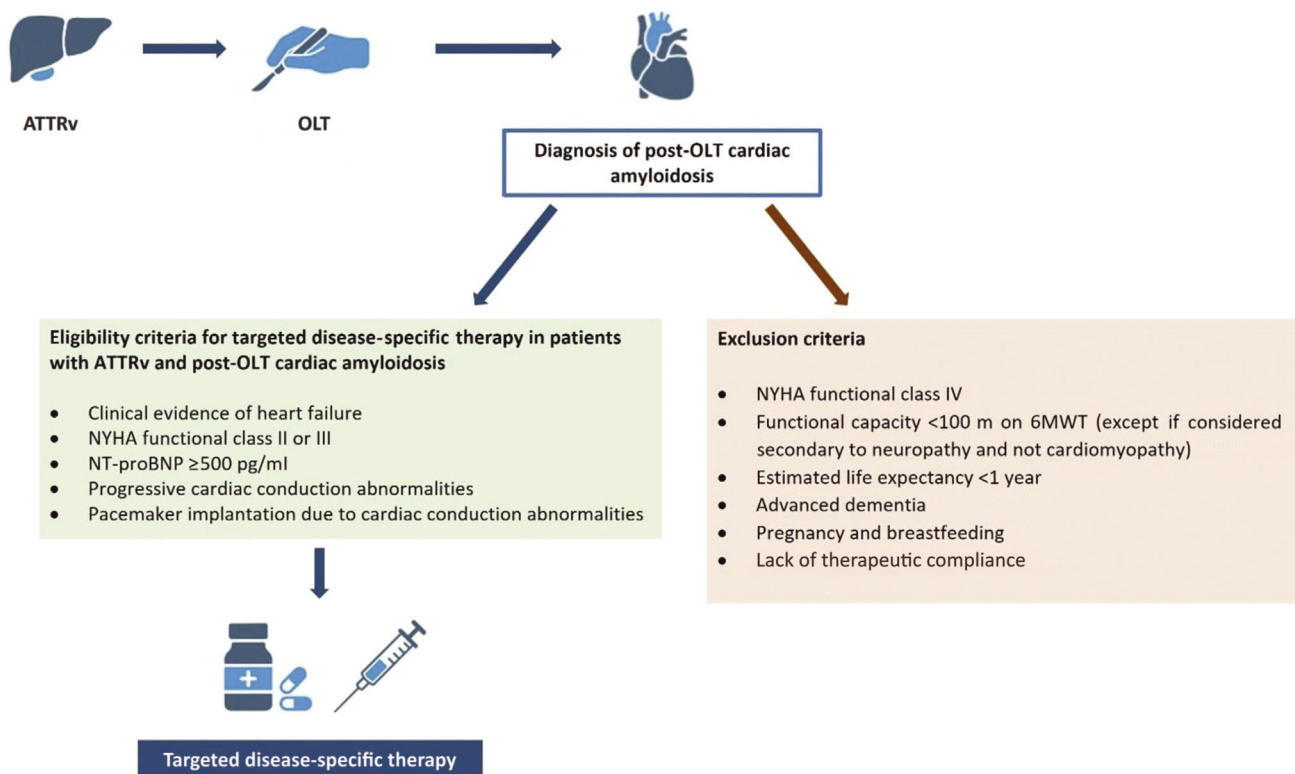 ATTRv
OLT
Diagnosis of post-OLT cardiac
amyloidosis
Eligibility criteria for targeted disease-specific therapy in patients
with ATTRv and post-OLT cardiac amyloidosis
• Clinical evidence of heart failure
• NYHA functional class II or III
• NT-proBNP ≥500 pg/ml
• Progressive cardiac conduction abnormalities
• Pacemaker implantation due to cardiac conduction abnormalities
Exclusion criteria
• NYHA functional class IV
• Functional capacity <100 m on 6MWT (except if considered
secondary to neuropathy and not cardiomyopathy)
• Estimated life expectancy <1 year
• Advanced dementia
• Pregnancy and breastfeeding
• Lack of therapeutic compliance
Targeted disease-specific therapy